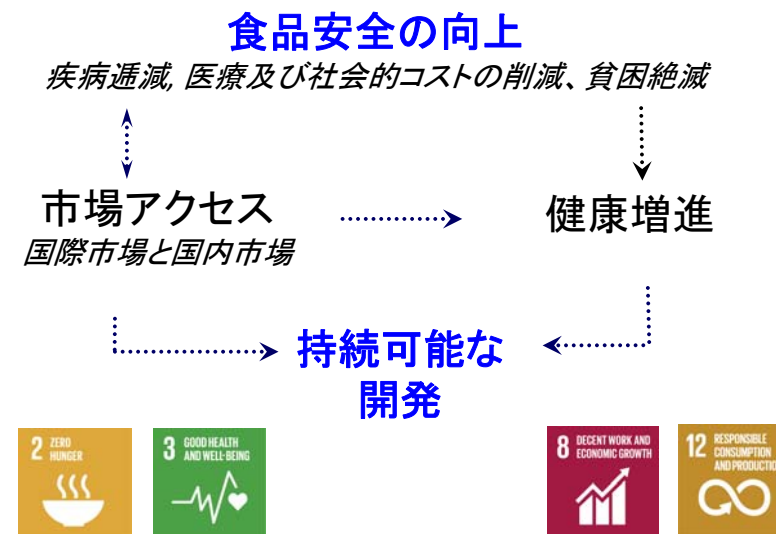 食品安全の向上
疾病逓減, 医療及び社会的コストの削減、貧困絶滅
市場アクセス
国際市場と国内市場
健康増進
持続可能な
開発
2 ZERO
HUNGER
3 GOOD HEALTH
AND WELL-BEING
8 DECENT WORK AND
ECONOMIC GROWTH
12 RESPONSIBLE
CONSUMPTION
AND PRODUCTIO